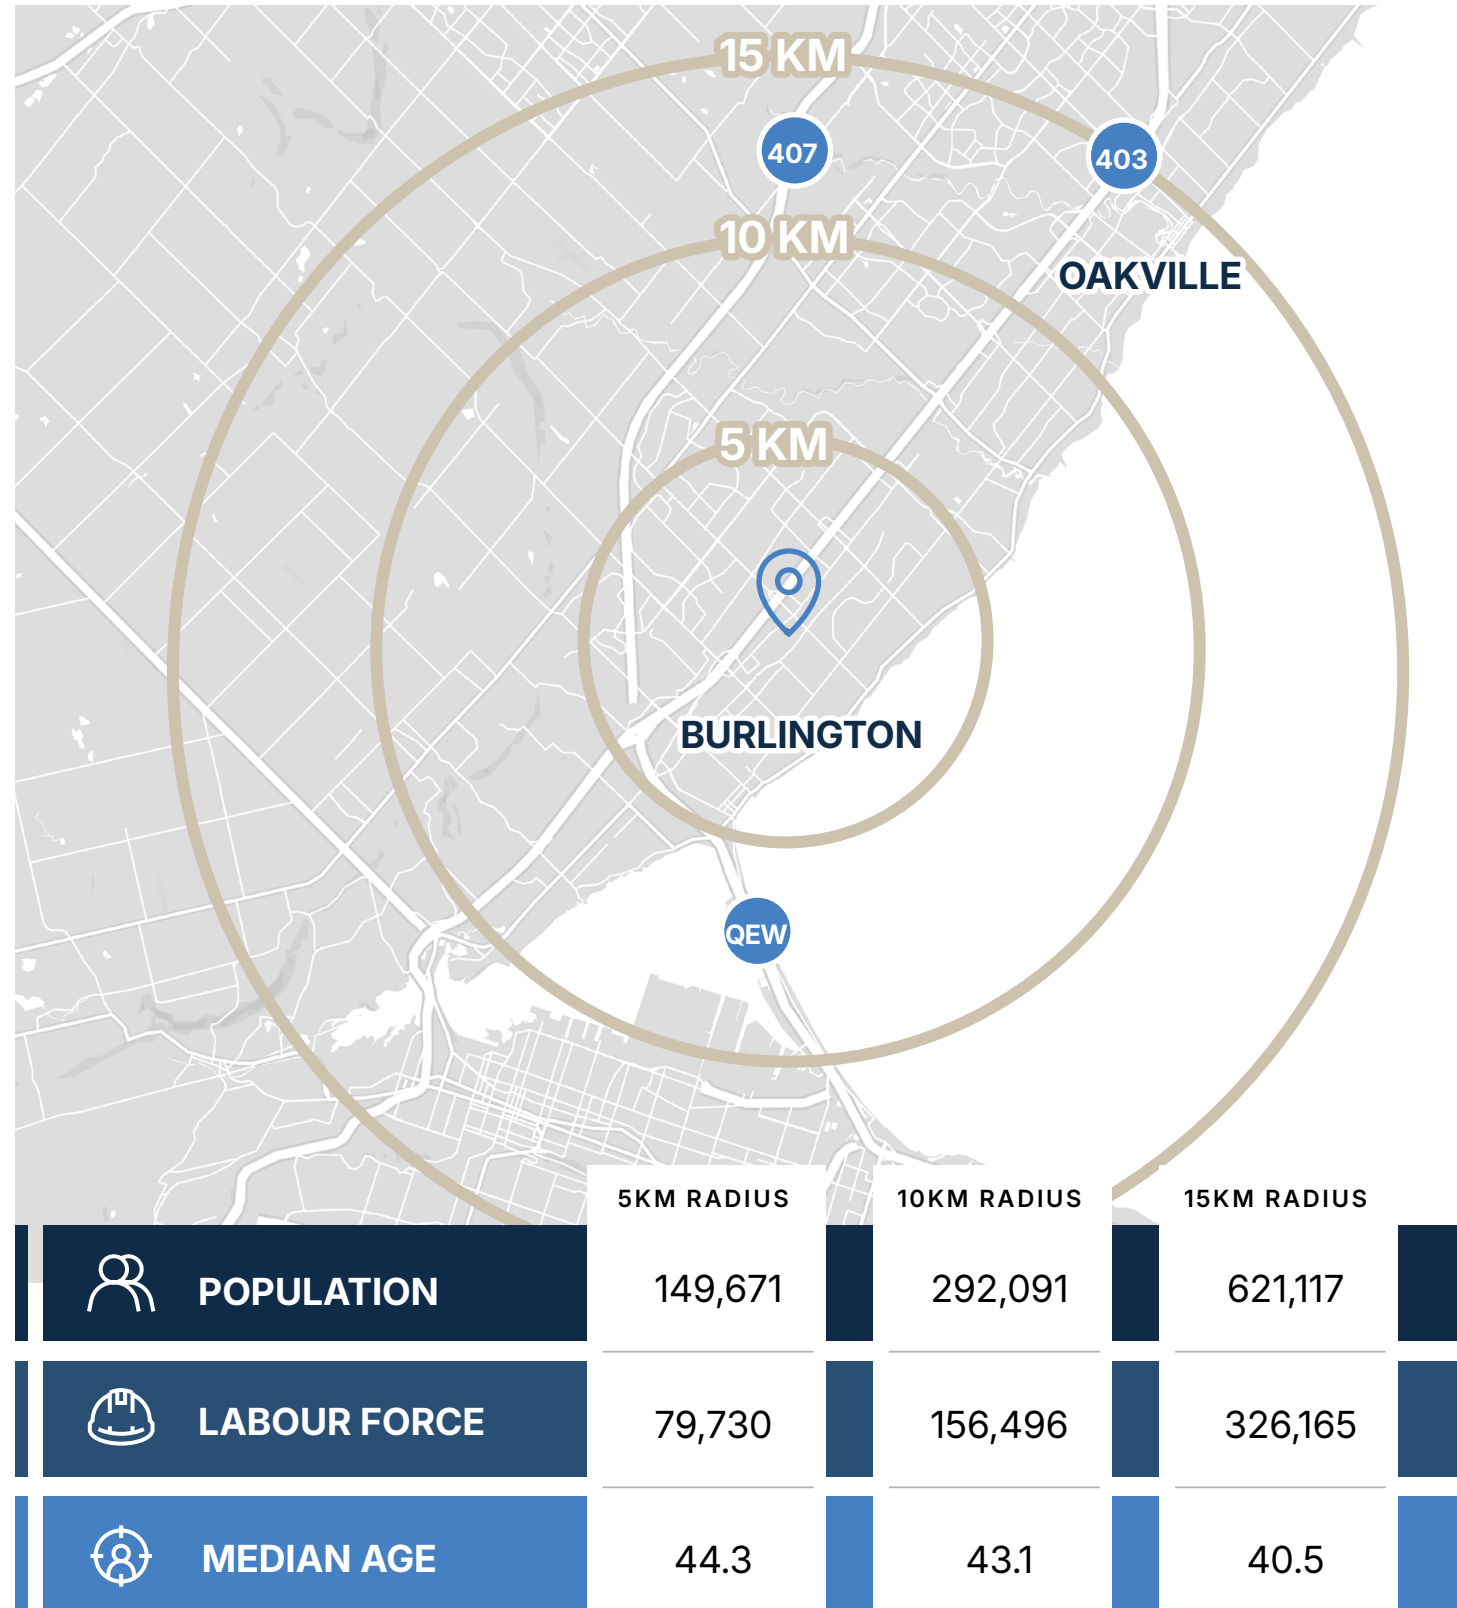 15 KM
407
403
10 KM
OAKVILLE
5 KM
BURLINGTON
QEW
5KM RADIUS 10KM RADIUS 15KM RADIUS
POPULATION 149,671 292,091 621,117
LABOUR FORCE 79,730 156,496 326,165
MEDIAN AGE 44.3 43.1 40.5